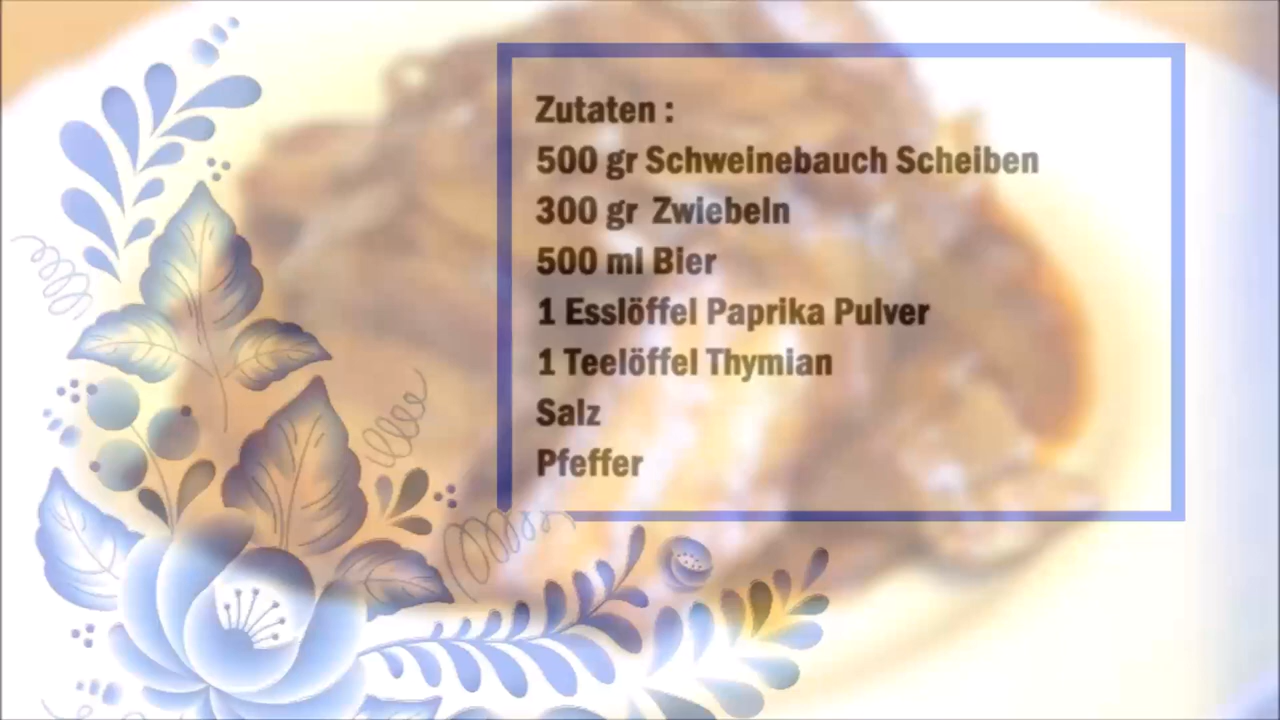 Zutaten :
500 gr Schweinebauch Scheiben
300 gr Zwiebeln
500 ml Bier
1 Esslöffel Paprika Pulver
1 Teelöffel Thymian
Salz
Pfeffer